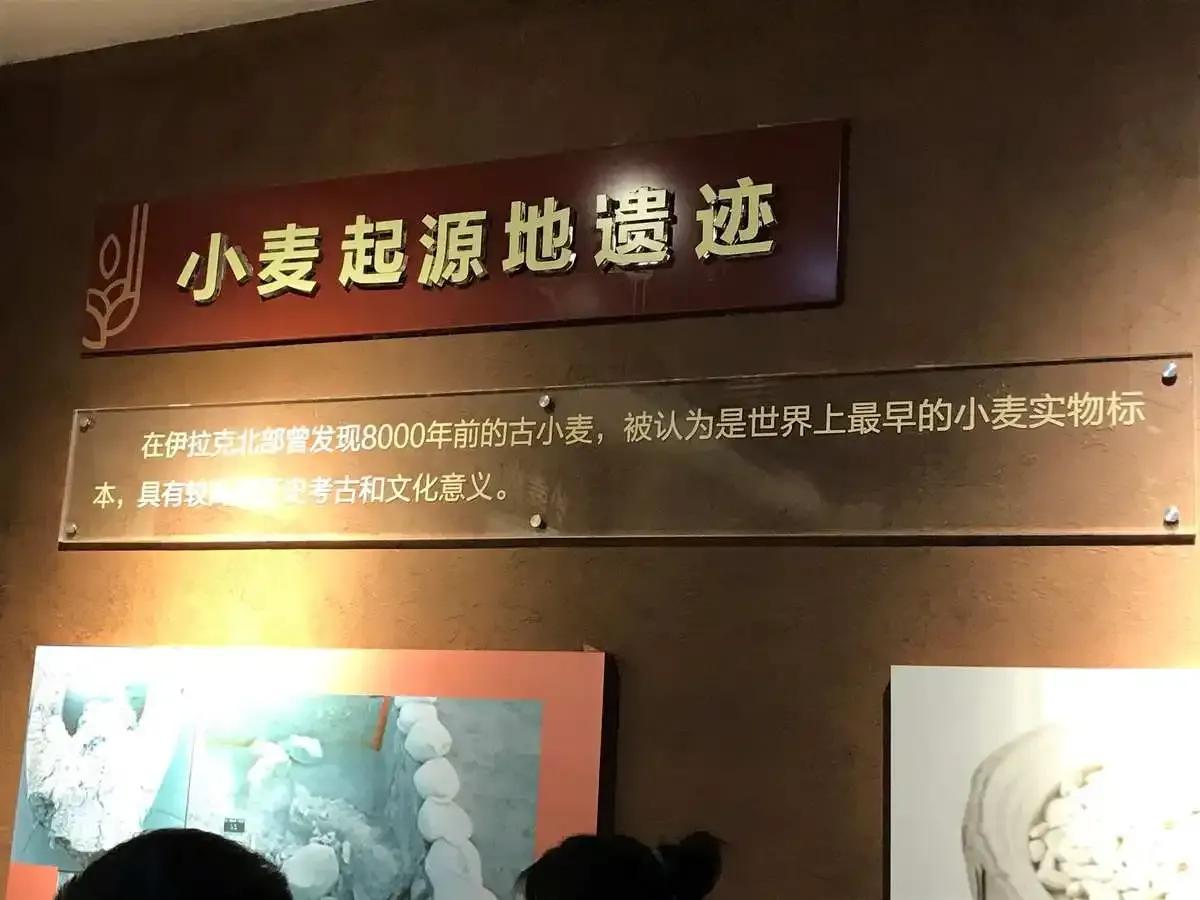 小麦起源地遗迹
在伊拉克北部曾发现8000年前的古小麦，被认为是世界上最早的小麦实物标
本，具有较 史考古和文化意义。